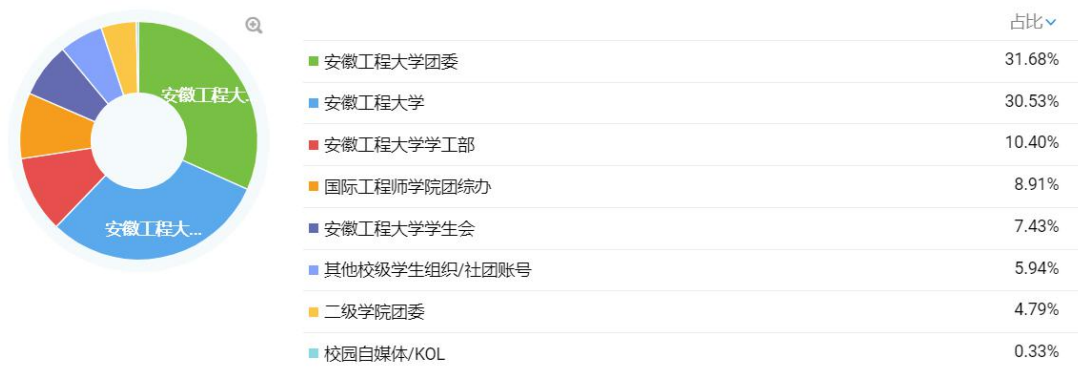 占比
安徽工程大...
安徽工程大...
安徽工程大学团委 31.68%
安徽工程大学 30.53%
安徽工程大学学工部 10.40%
国际工程师学院团综办 8.91%
安徽工程大学学生会 7.43%
其他校级学生组织/社团账号 5.94%
二级学院团委 4.79%
校园自媒体/KOL 0.33%